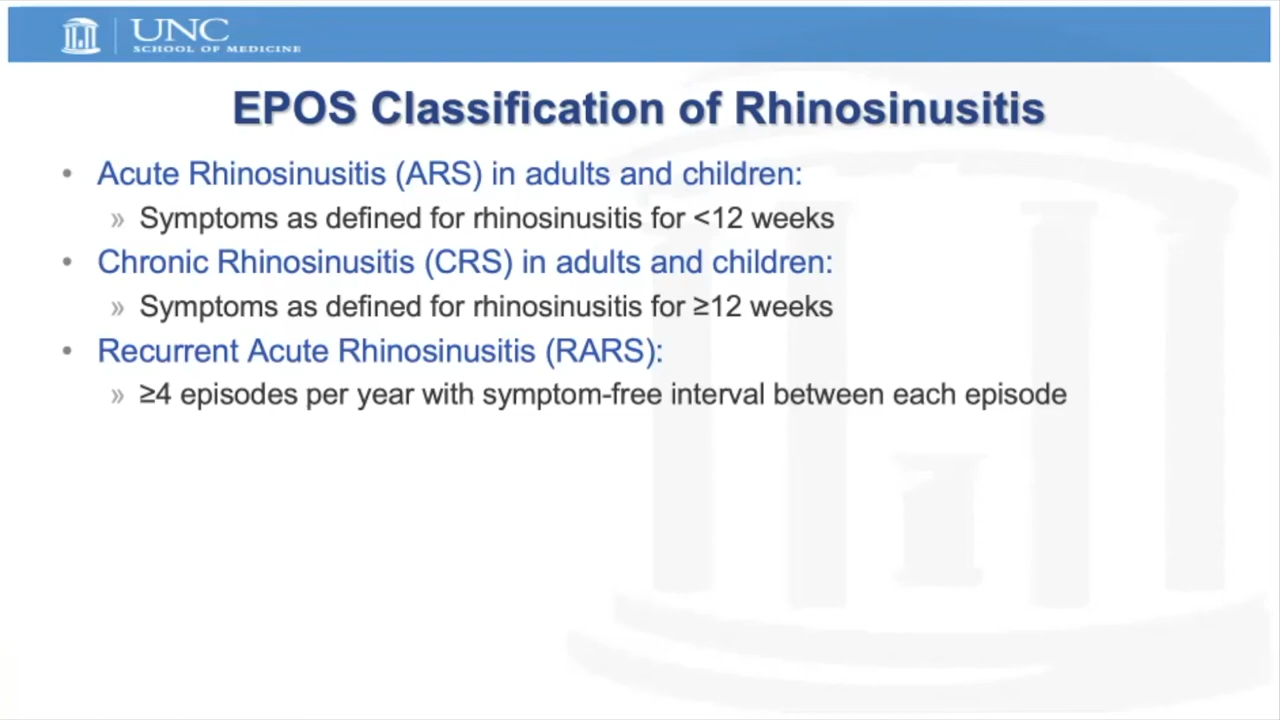 UNC
SCHOOL OF MEDICINE
EPOS Classification of Rhinosinusitis
• Acute Rhinosinusitis (ARS) in adults and children:
» Symptoms as defined for rhinosinusitis for <12 weeks
• Chronic Rhinosinusitis (CRS) in adults and children:
» Symptoms as defined for rhinosinusitis for ≥12 weeks
• Recurrent Acute Rhinosinusitis (RARS):
» ≥4 episodes per year with symptom-free interval between each episode